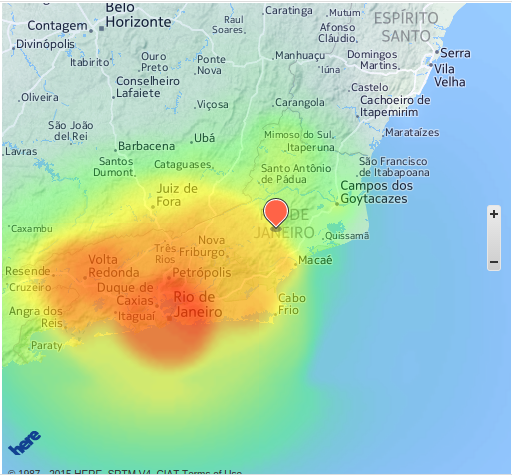 Belo
Horizonte
Contagem
Divinópolis
Itabirito
Raul
Soares
Caratinga
Mutum
Afonso
Cláudio
ESPÍRITO
SANTO
Ouro
Preto
Ponte
Nova
Manhuaçu
Iúna
Domingos
Martins
Serra
Vila
Velha
Conselheiro
Lafaiete
Oliveira
Viçosa
Carangola
Castelo
Cachoeiro de
Itapemirim
São João
del Rei
Lavras
Barbacena
Ubá
Mimoso do Sul
Itaperuna
Marataízes
Santos
Dumont
Cataguases
Santo Antônio
de Pádua
São Francisco
de Itabapoana
Juiz de
Fora
Campos dos
Goytacazes
Caxambu
DE
JANEIRO
Quissamã
Três
Rios
Nova
Friburgo
Macaé
Resende
Volta
Redonda
Petrópolis
Cruzeiro
Duque de
Caxias
Rio de
Janeiro
Cabo
Frio
Angra dos
Reis
Itaguaí
Paraty
+
−
here
© 1987 - 2015 HERE, SRTM V4, CIAT Terms of Use